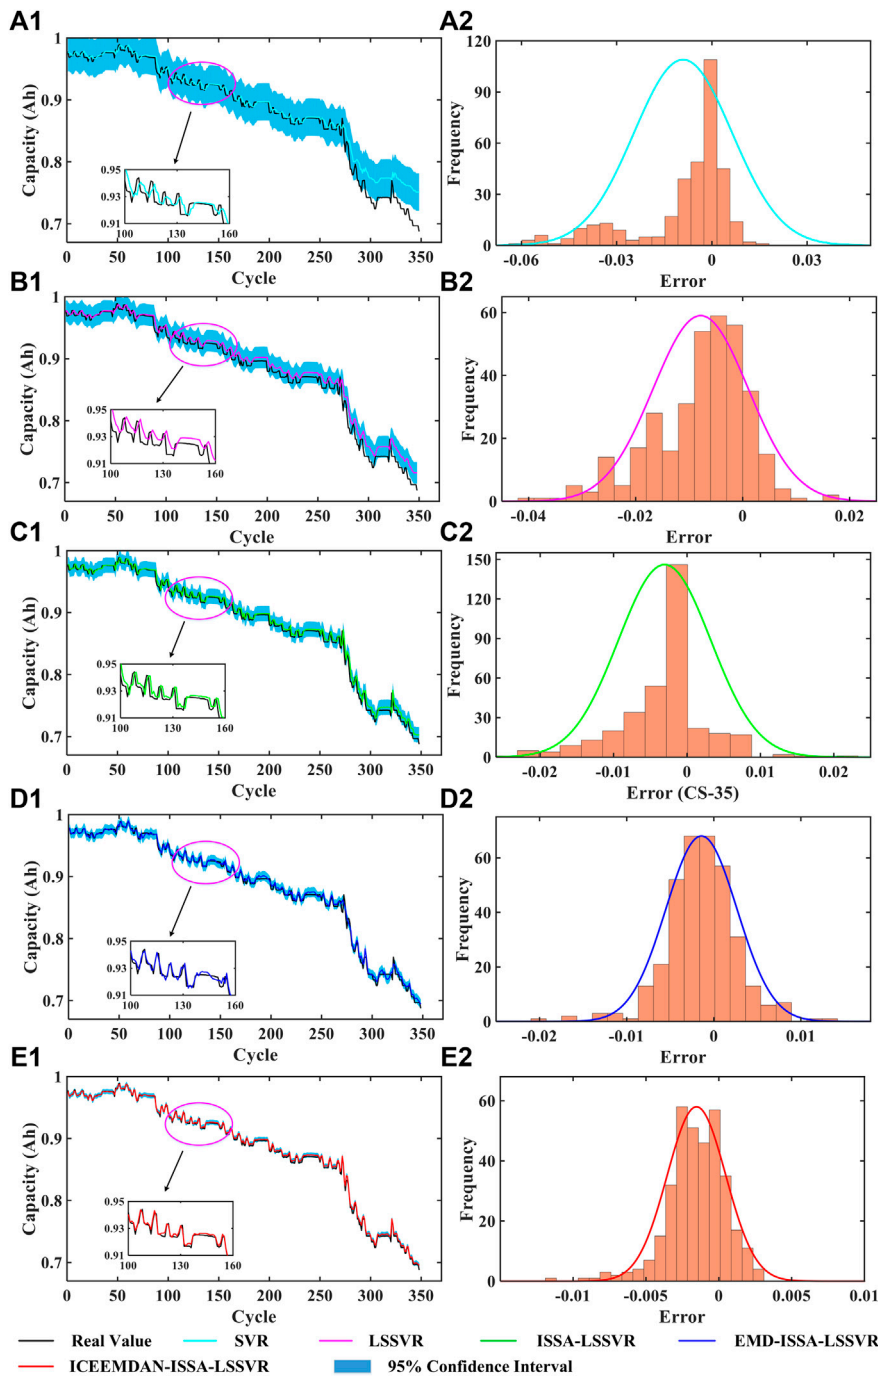 A1
A2
1
0.9
0.8
0.7
Capacity (Ah)
0.95
0.93
0.91
100 130 160
0 50 100 150 200 250 300 350
Cycle
120
90
60
30
0
Frequency
-0.06 -0.03 0 0.03
Error
B1
B2
1
0.9
0.8
0.7
Capacity (Ah)
0.95
0.93
0.91
100 130 160
0 50 100 150 200 250 300 350
Cycle
60
40
20
0
Frequency
-0.04 -0.02 0 0.02
Error
C1
C2
1
0.9
0.8
0.7
Capacity (Ah)
0.95
0.93
0.91
100 130 160
0 50 100 150 200 250 300 350
Cycle
150
120
90
60
30
0
Frequency
-0.02 -0.01 0 0.01 0.02
Error (CS-35)
D1
D2
1
0.9
0.8
0.7
Capacity (Ah)
0.95
0.93
0.91
100 130 160
0 50 100 150 200 250 300 350
Cycle
60
40
20
0
Frequency
-0.02 -0.01 0 0.01
Error
E1
E2
1
0.9
0.8
0.7
Capacity (Ah)
0.95
0.93
0.91
100 130 160
0 50 100 150 200 250 300 350
Cycle
60
40
20
0
Frequency
-0.01 -0.005 0 0.005 0.01
Error
Real Value SVR LSSVR ISSA-LSSVR EMD-ISSA-LSSVR
ICEEMDAN-ISSA-LSSVR 95% Confidence Interval